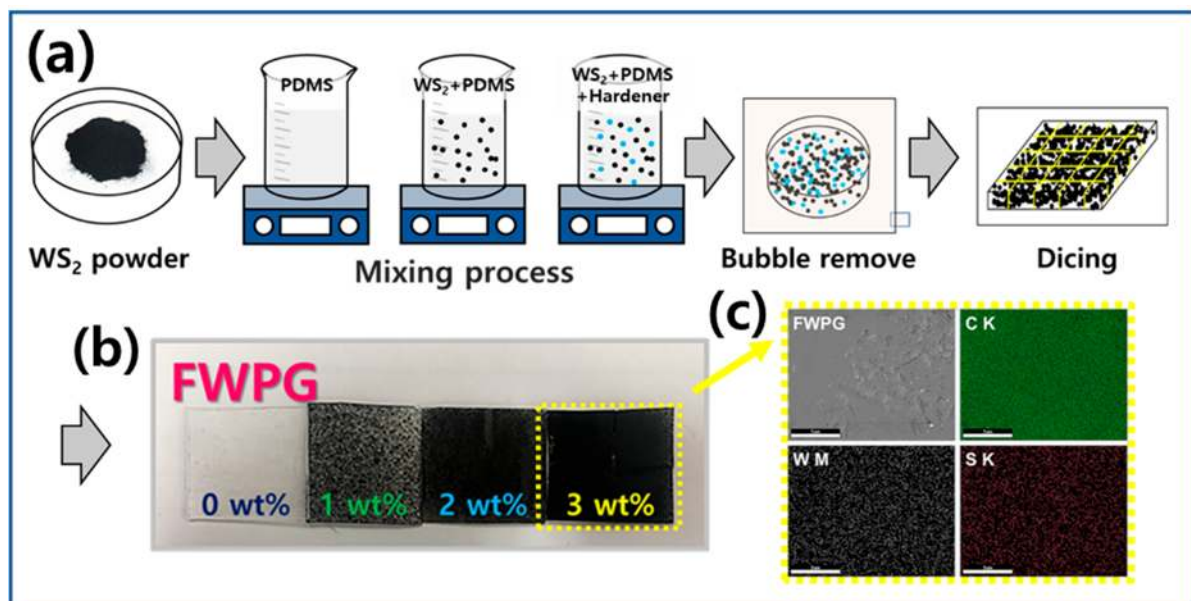 (a)
PDMS
WS₂+PDMS
WS₂+PDMS
+Hardener
WS₂ powder
Mixing process
Bubble remove
Dicing
(b)
FWPG
0 wt%
1 wt%
2 wt%
3 wt%
(c)
FWPG
C K
W M
S K